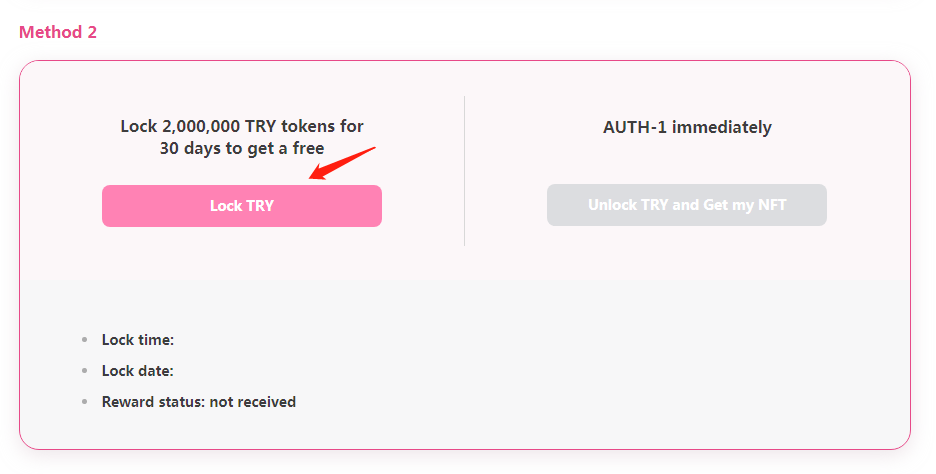 Method 2
Lock 2,000,000 TRY tokens for
30 days to get a free
Lock TRY
AUTH-1 immediately
Unlock TRY and Get my NFT
Lock time:
Lock date:
Reward status: not received